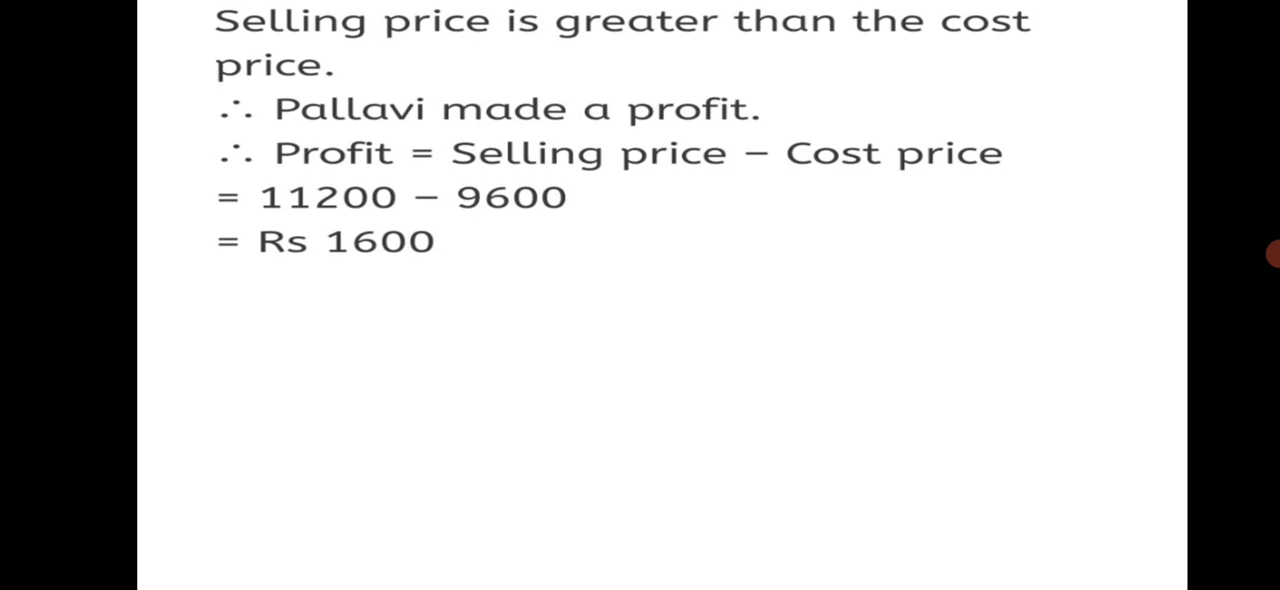 Selling price is greater than the cost
price.
∴ Pallavi made a profit.
∴ Profit = Selling price − Cost price
= 11200 − 9600
= Rs 1600